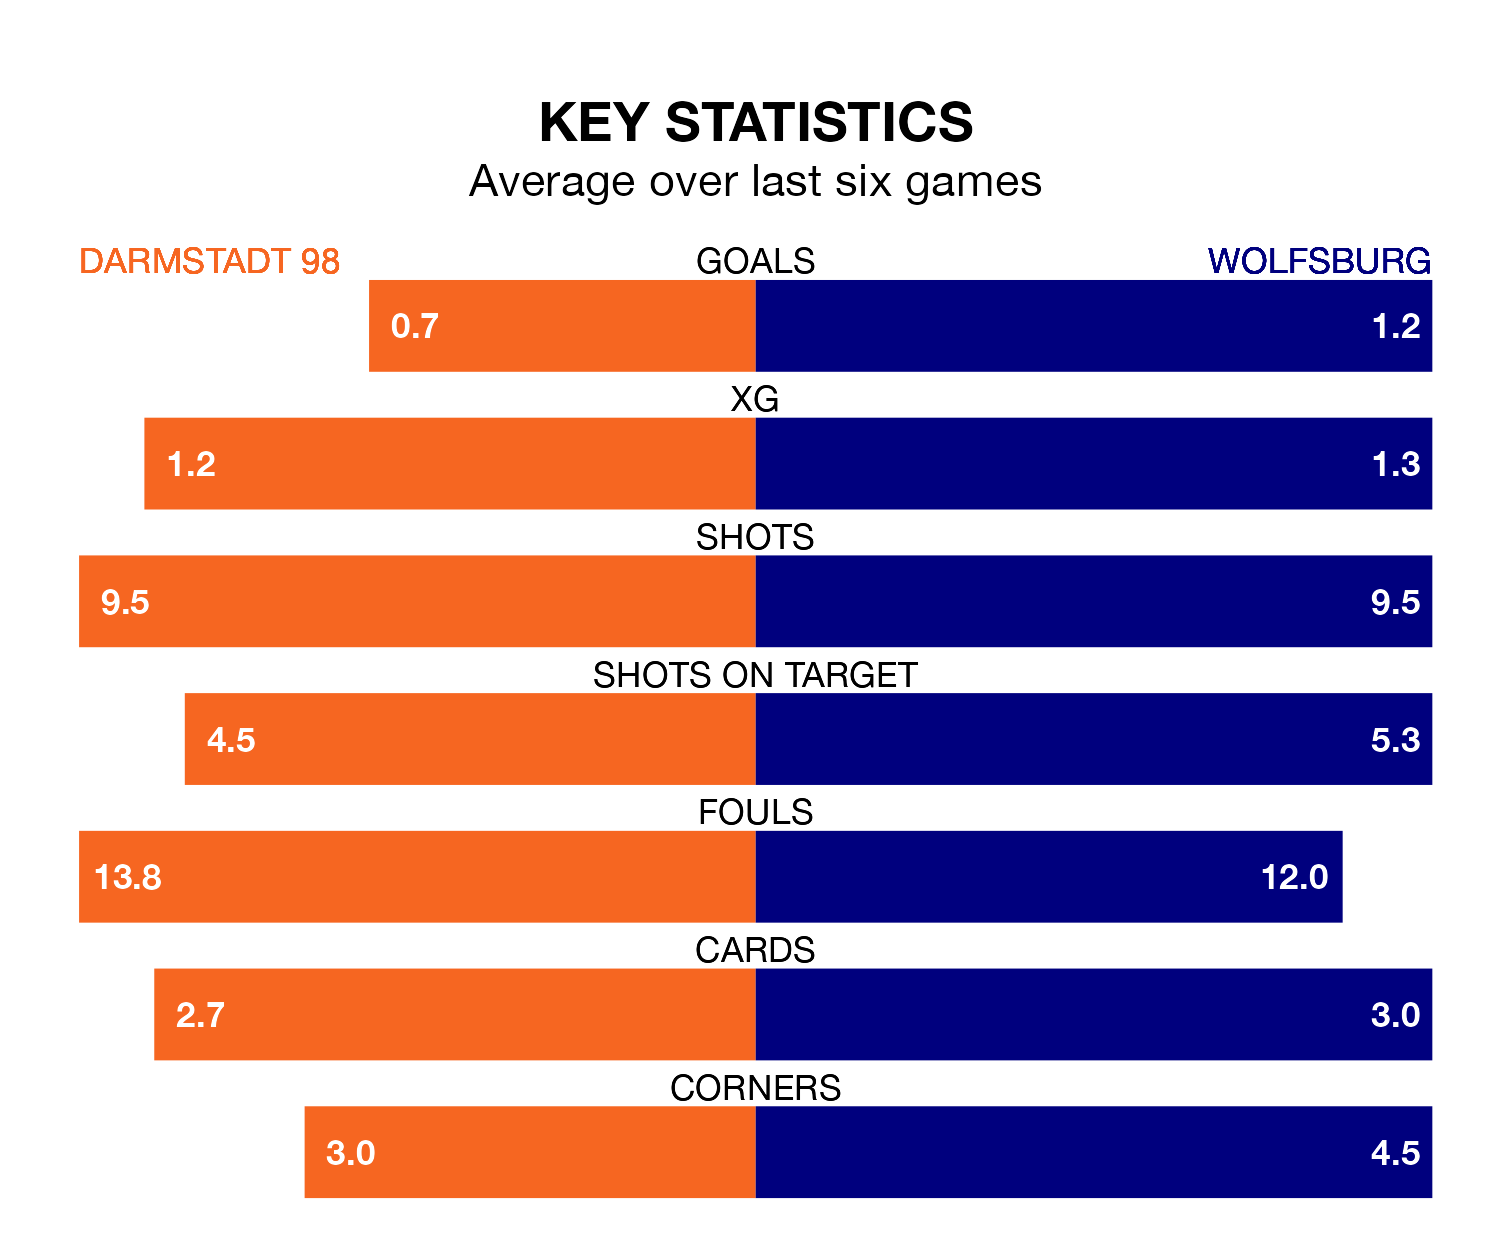 KEY STATISTICS
Average over last six games
DARMSTADT 98 GOALS WOLFSBURG
0.7 1.2
XG
1.2 1.3
SHOTS
9.5 9.5
SHOTS ON TARGET
4.5 5.3
FOULS
13.8 12.0
CARDS
2.7 3.0
CORNERS
3.0 4.5